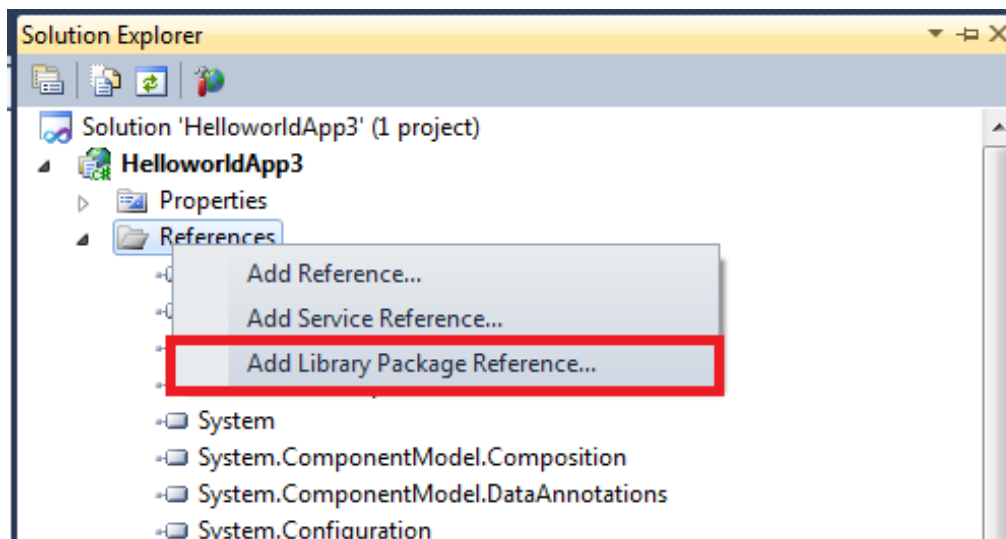 Solution Explorer
Solution 'HelloworldApp3' (1 project)
HelloworldApp3
Properties
References
Add Reference...
Add Service Reference...
Add Library Package Reference...
System
System.ComponentModel.Composition
System.ComponentModel.DataAnnotations
System.Configuration